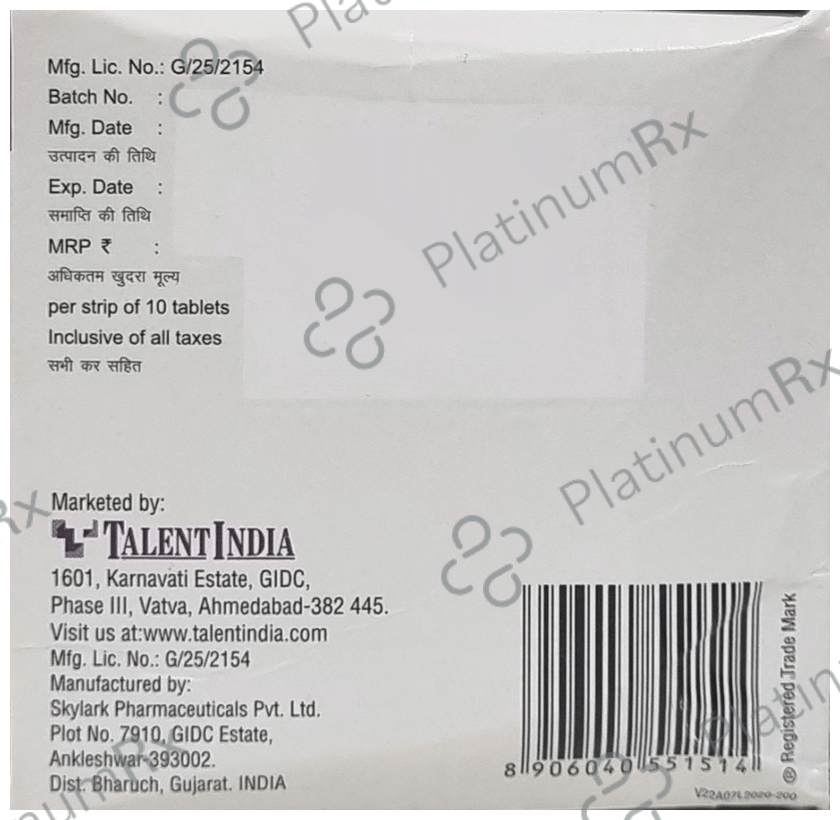 PlatinumRx
Mfg. Lic. No.: G/25/2154
Batch No. :
Mfg. Date :
उत्पादन की तिथि
Exp. Date :
समाप्ति की तिथि
MRP ₹ :
अधिकतम खुदरा मूल्य
per strip of 10 tablets
Inclusive of all taxes
सभी कर सहित
PlatinumRx
PlatinumRx
Marketed by:
TALENT INDIA
1601, Karnavati Estate, GIDC,
Phase III, Vatva, Ahmedabad-382 445.
Visit us at:www.talentindia.com
Mfg. Lic. No.: G/25/2154
Manufactured by:
Skylark Pharmaceuticals Pvt. Ltd.
Plot No. 7910, GIDC Estate,
Ankleshwar-393002.
Dist. Bharuch, Gujarat. INDIA
8 906040 551514
® Registered Trade Mark
V22A07L2020-200